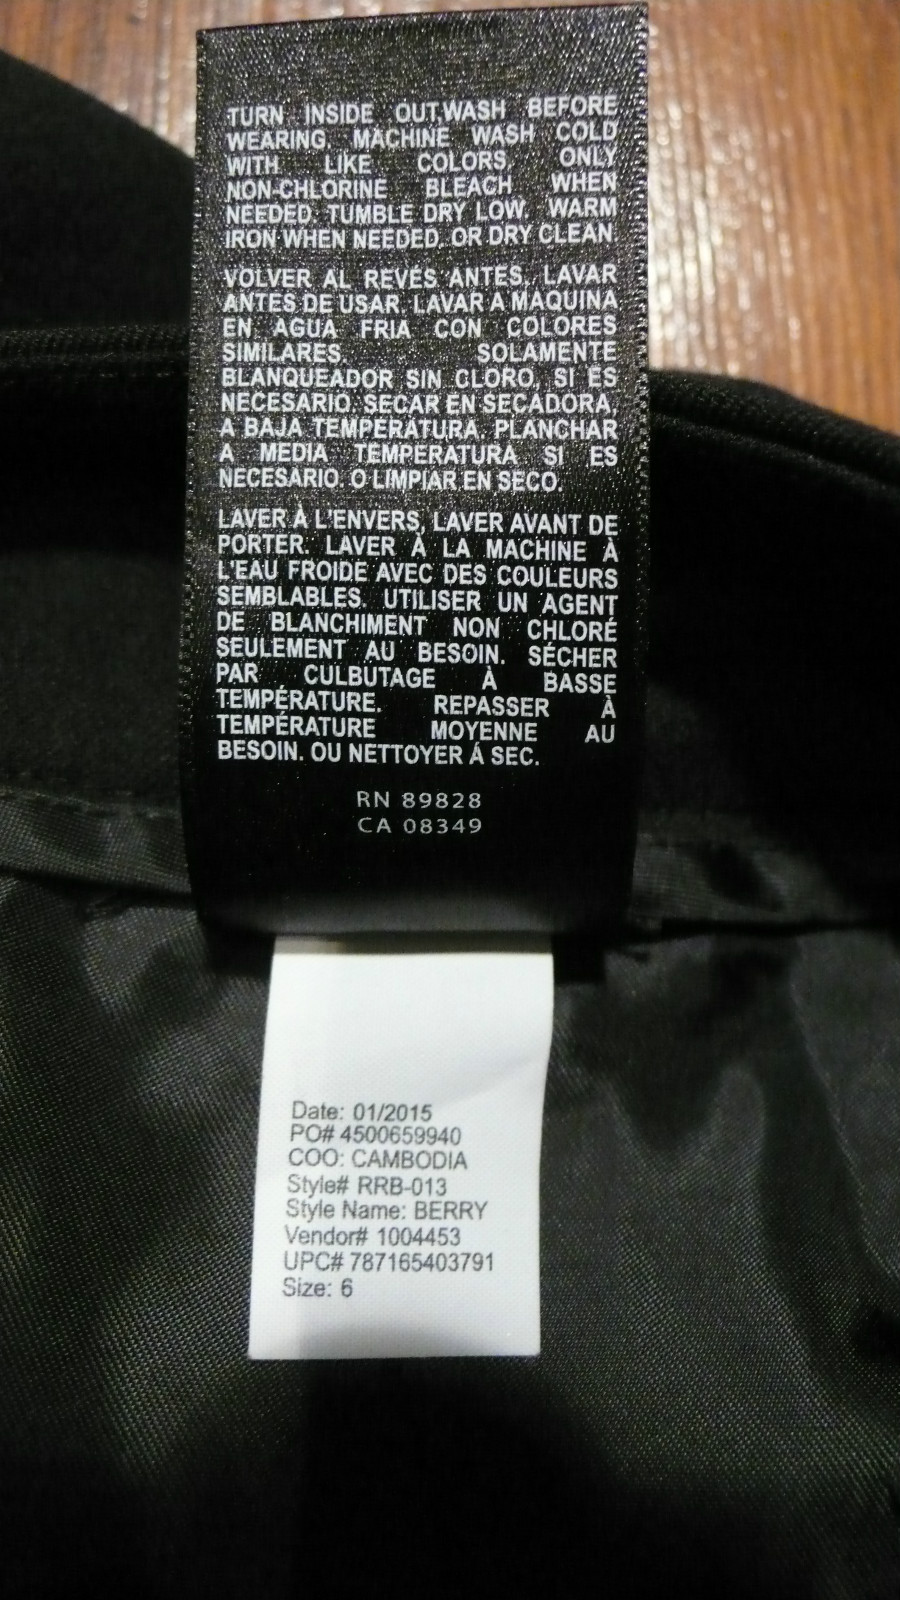 TURN INSIDE OUT,WASH BEFORE
WEARING. MACHINE WASH COLD
WITH LIKE COLORS. ONLY
NON-CHLORINE BLEACH WHEN
NEEDED. TUMBLE DRY LOW. WARM
IRON WHEN NEEDED. OR DRY CLEAN
VOLVER AL REVÉS ANTES, LAVAR
ANTES DE USAR. LAVAR A MAQUINA
EN AGUA FRIA CON COLORES
SIMILARES. SOLAMENTE
BLANQUEADOR SIN CLORO, SI ES
NECESARIO. SECAR EN SECADORA,
A BAJA TEMPERATURA. PLANCHAR
A MEDIA TEMPERATURA SI ES
NECESARIO. O LIMPIAR EN SECO.
LAVER À L'ENVERS, LAVER AVANT DE
PORTER. LAVER À LA MACHINE À
L'EAU FROIDE AVEC DES COULEURS
SEMBLABLES. UTILISER UN AGENT
DE BLANCHIMENT NON CHLORÉ
SEULEMENT AU BESOIN. SÉCHER
PAR CULBUTAGE À BASSE
TEMPÉRATURE. REPASSER À
TEMPÉRATURE MOYENNE AU
BESOIN. OU NETTOYER Á SEC.
RN 89828
CA 08349
Date: 01/2015
PO# 4500659940
COO: CAMBODIA
Style# RRB-013
Style Name: BERRY
Vendor# 1004453
UPC# 787165403791
Size: 6